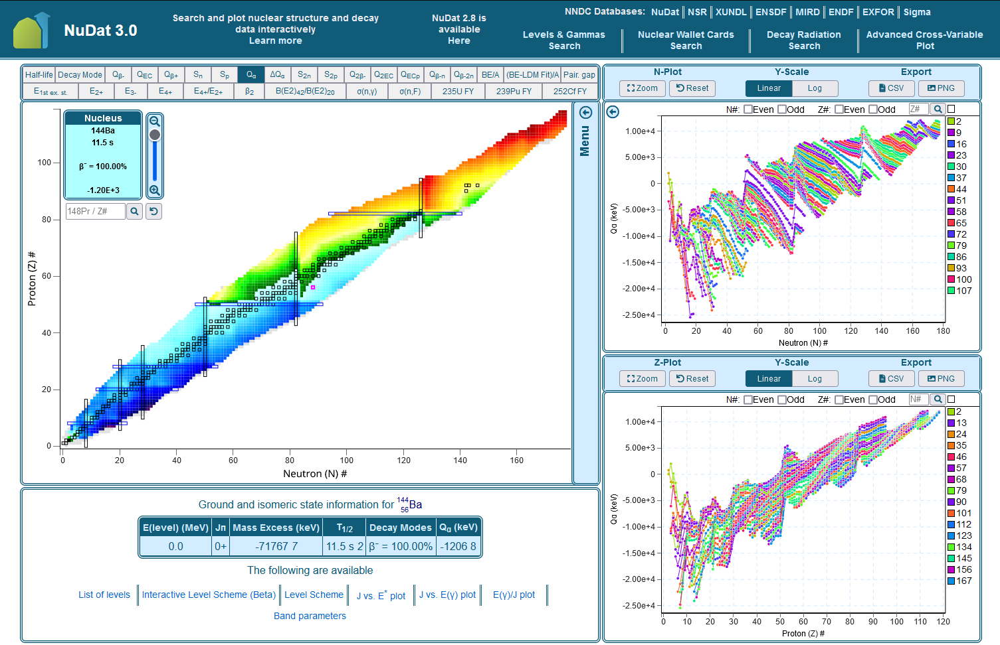 NuDat 3.0
Search and plot nuclear structure and decay
data interactively
Learn more
NuDat 2.8 is
available
Here
NNDC Databases: NuDat NSR XUNDL ENSDF MIRD ENDF EXFOR Sigma
Levels & Gammas
Search
Nuclear Wallet Cards
Search
Decay Radiation
Search
Advanced Cross-Variable
Plot
Half-life Decay Mode Qβ- QEC Qβ+ Sn Sp Qα ΔQα S2n S2p Q2β- Q2EC QECp Qβ-n Qβ-2n BE/A (BE-LDM Fit)/A Pair. gap
E1st ex. st. E2+ E3- E4+ E4+/E2+ β2 B(E2)42/B(E2)20 σ(n,γ) σ(n,F) 235U FY 239Pu FY 252Cf FY
Nucleus
144Ba
11.5 s
β⁻ = 100.00%
-1.20E+3
148Pr / Z#
Menu
Proton (Z) #
100
80
60
40
20
0
0 20 40 60 80 100 120 140 160
Neutron (N) #
Ground and isomeric state information for ¹⁴⁴₅₆Ba
E(level) (MeV) Jπ Mass Excess (keV) T1/2 Decay Modes Qα (keV)
0.0 0+ -71767 7 11.5 s 2 β⁻ = 100.00% -1206 8
The following are available
List of levels Interactive Level Scheme (Beta) Level Scheme J vs. E* plot J vs. E(γ) plot E(γ)/J plot
Band parameters
N-Plot Y-Scale Export
Zoom Reset Linear Log CSV PNG
N#: Even Odd Z#: Even Odd Z#
1.00e+4
5.00e+3
0
-5.00e+3
-1.00e+4
-1.50e+4
-2.00e+4
-2.50e+4
Qα (keV)
0 20 40 60 80 100 120 140 160 180
Neutron (N) #
2
9
16
23
30
37
44
51
58
65
72
79
86
93
100
107
Z-Plot Y-Scale Export
Zoom Reset Linear Log CSV PNG
N#: Even Odd Z#: Even Odd N#
1.00e+4
5.00e+3
0
-5.00e+3
-1.00e+4
-1.50e+4
-2.00e+4
-2.50e+4
Qα (keV)
0 10 20 30 40 50 60 70 80 90 100 110 120
Proton (Z) #
2
13
24
35
46
57
68
79
90
101
112
123
134
145
156
167